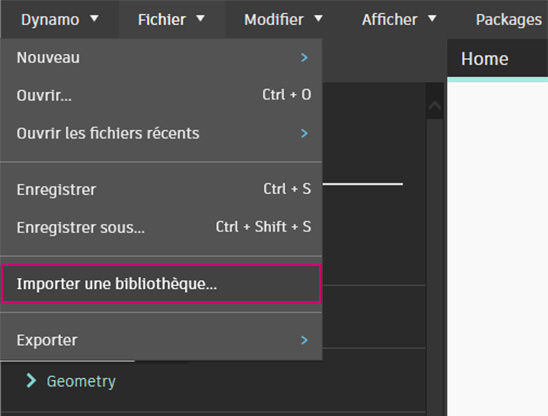 Dynamo Fichier Modifier Afficher Packages
Nouveau
Home
Ouvrir... Ctrl + O
Ouvrir les fichiers récents
Enregistrer Ctrl + S
Enregistrer sous... Ctrl + Shift + S
Importer une bibliothèque...
Exporter
Geometry